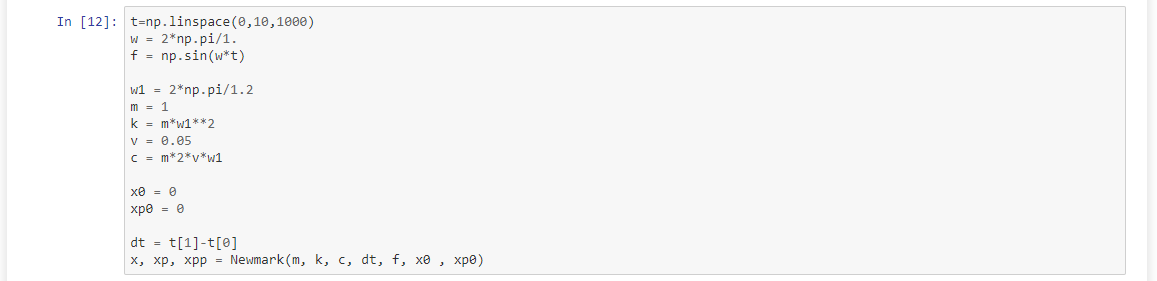 In [12]: t=np.linspace(0,10,1000)
w = 2*np.pi/1.
f = np.sin(w*t)
w1 = 2*np.pi/1.2
m = 1
k = m*w1**2
v = 0.05
c = m*2*v*w1
x0 = 0
xp0 = 0
dt = t[1]-t[0]
x, xp, xpp = Newmark(m, k, c, dt, f, x0 , xp0)